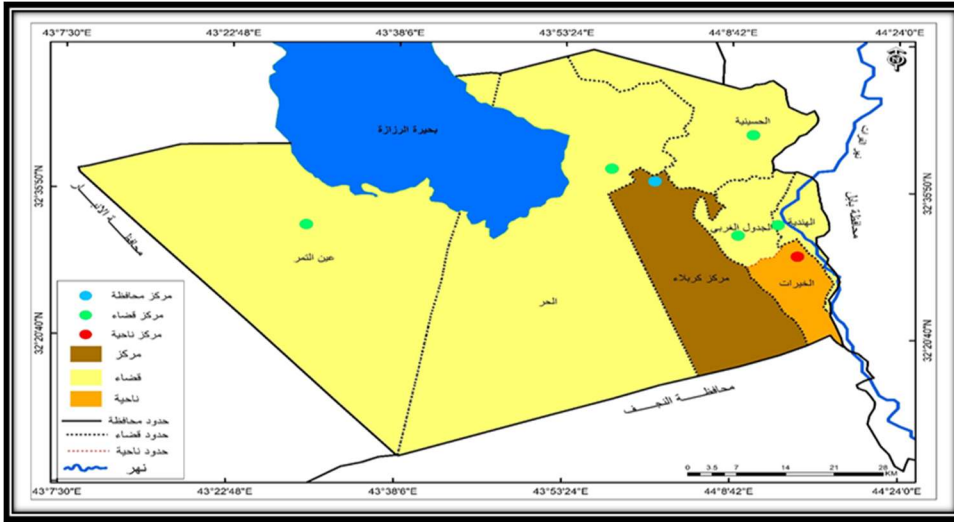 43°7'30"E 43°22'48"E 43°38'6"E 43°53'24"E 44°8'42"E 44°24'0"E
الحسينية
بحيرة الرزازة
نهر الفرات
32°35'50"N
32°35'50"N
محافظة الانبار
محافظة بابل
الهندية
الجدول الغربي
عين التمر
مركز كربلاء
الخيرات
الحر
32°20'40"N
32°20'40"N
محافظة النجف
مركز محافظة
مركز قضاء
مركز ناحية
مركز
قضاء
ناحية
حدود محافظة
حدود قضاء
حدود ناحية
نهر
0 3.5 7 14 21 28
KM
43°7'30"E 43°22'48"E 43°38'6"E 43°53'24"E 44°8'42"E 44°24'0"E